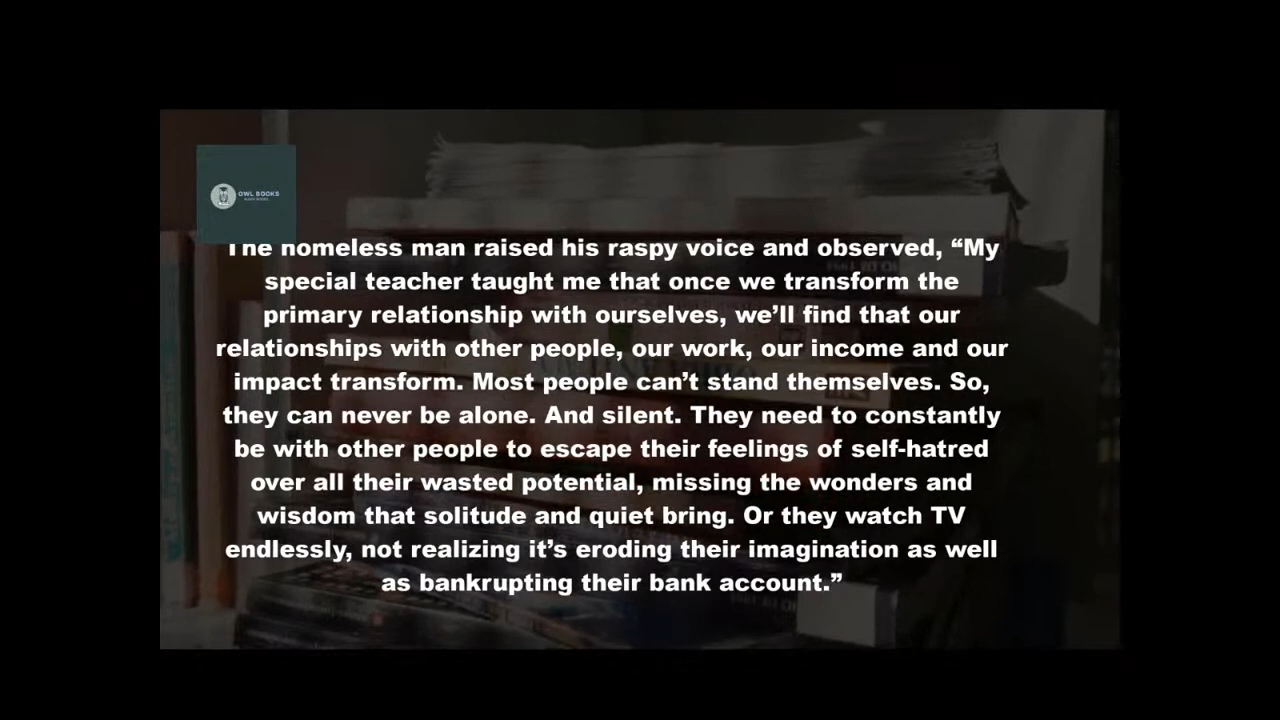 OWL BOOKS
The homeless man raised his raspy voice and observed, “My
special teacher taught me that once we transform the
primary relationship with ourselves, we’ll find that our
relationships with other people, our work, our income and our
impact transform. Most people can’t stand themselves. So,
they can never be alone. And silent. They need to constantly
be with other people to escape their feelings of self-hatred
over all their wasted potential, missing the wonders and
wisdom that solitude and quiet bring. Or they watch TV
endlessly, not realizing it’s eroding their imagination as well
as bankrupting their bank account.”